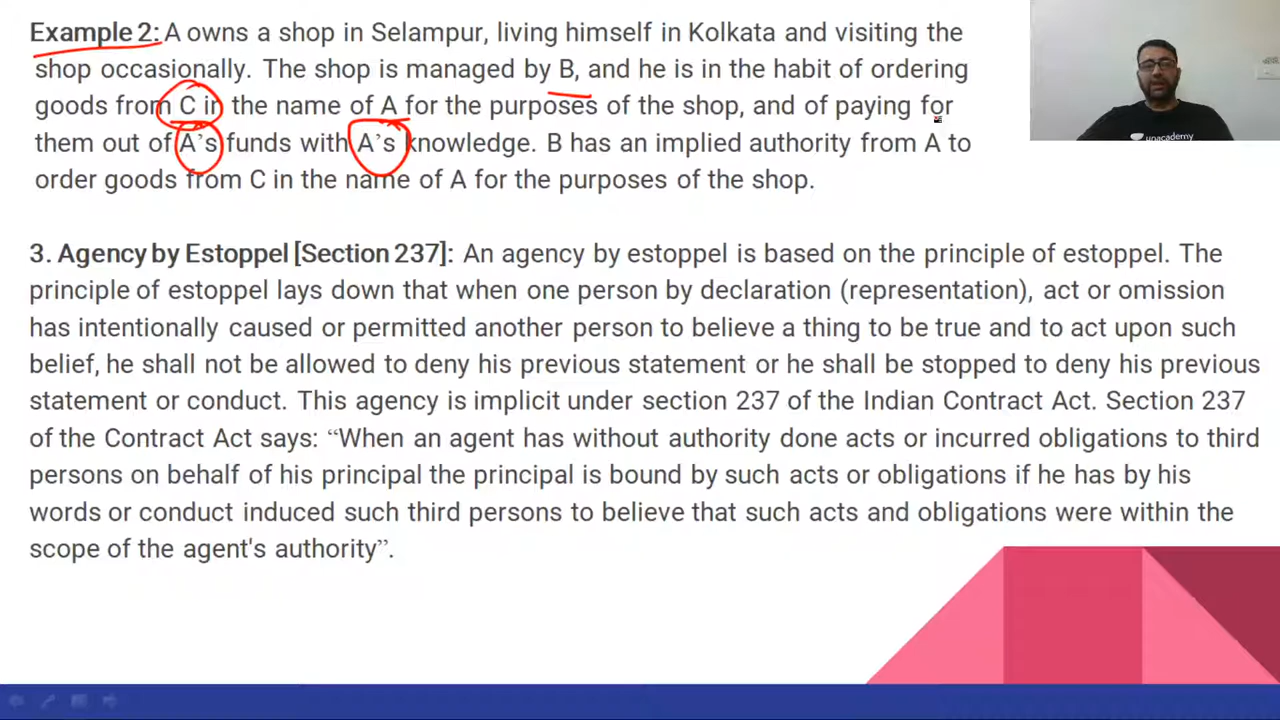 Example 2: A owns a shop in Selampur, living himself in Kolkata and visiting the
shop occasionally. The shop is managed by B, and he is in the habit of ordering
goods from C in the name of A for the purposes of the shop, and of paying for
them out of A’s funds with A’s knowledge. B has an implied authority from A to
order goods from C in the name of A for the purposes of the shop.
3. Agency by Estoppel [Section 237]: An agency by estoppel is based on the principle of estoppel. The
principle of estoppel lays down that when one person by declaration (representation), act or omission
has intentionally caused or permitted another person to believe a thing to be true and to act upon such
belief, he shall not be allowed to deny his previous statement or he shall be stopped to deny his previous
statement or conduct. This agency is implicit under section 237 of the Indian Contract Act. Section 237
of the Contract Act says: “When an agent has without authority done acts or incurred obligations to third
persons on behalf of his principal the principal is bound by such acts or obligations if he has by his
words or conduct induced such third persons to believe that such acts and obligations were within the
scope of the agent's authority”.
unacademy